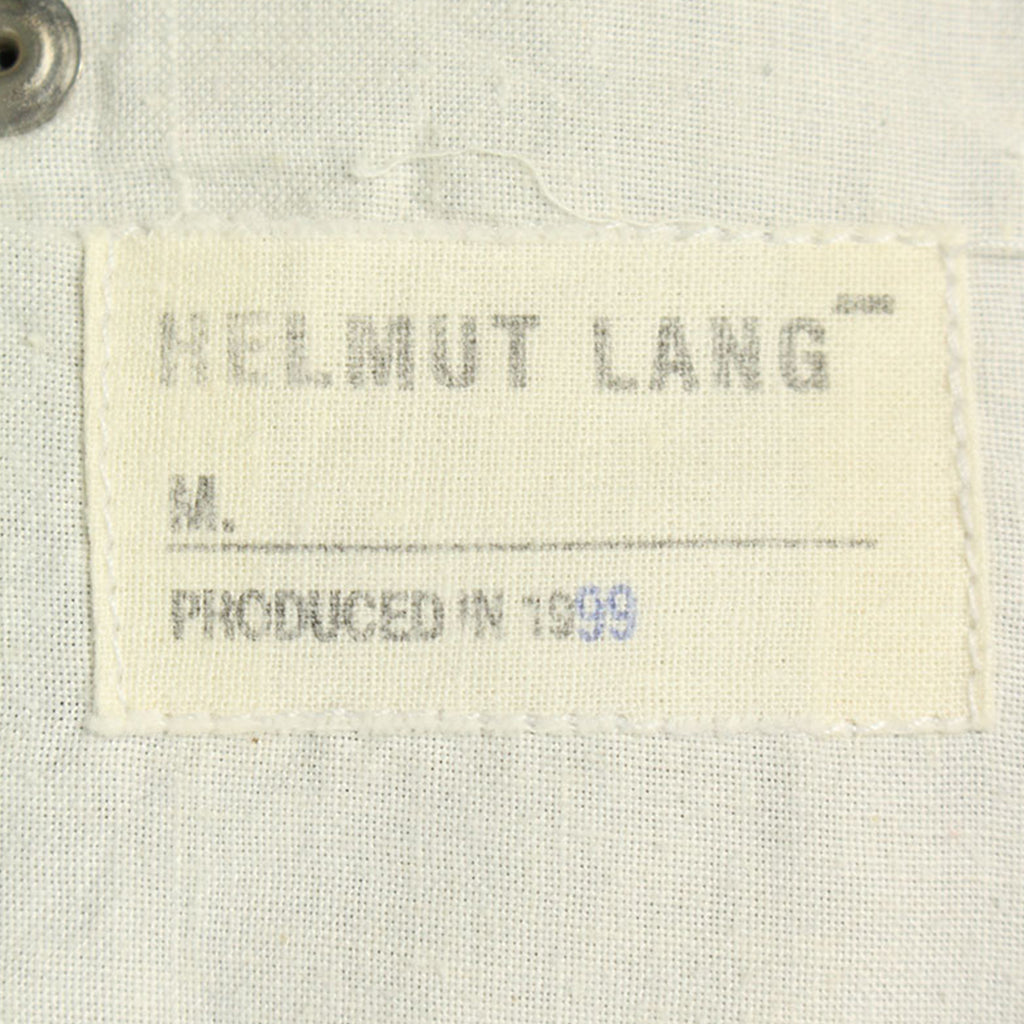 HELMUT LANG
M.
PRODUCED IN 1999